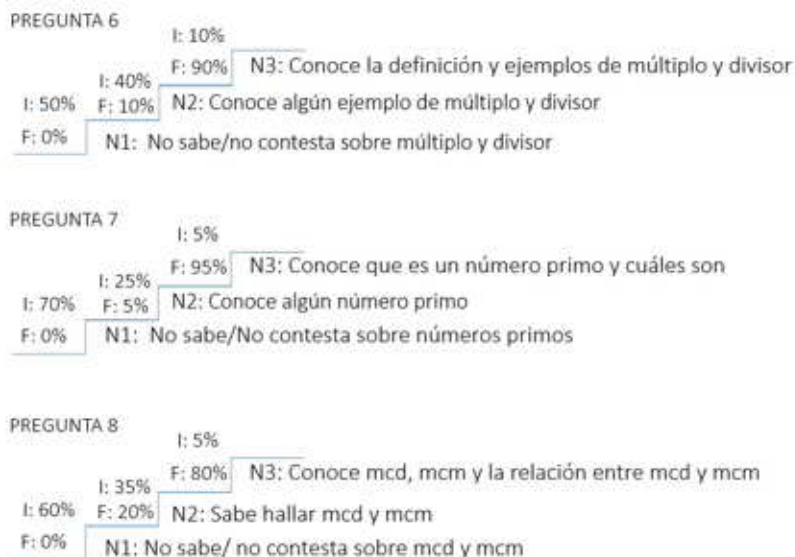 PREGUNTA 6
I: 10%
F: 90% N3: Conoce la definición y ejemplos de múltiplo y divisor
I: 40%
I: 50% F: 10% N2: Conoce algún ejemplo de múltiplo y divisor
F: 0% N1: No sabe/no contesta sobre múltiplo y divisor
PREGUNTA 7
I: 5%
F: 95% N3: Conoce que es un número primo y cuáles son
I: 25%
I: 70% F: 5% N2: Conoce algún número primo
F: 0% N1: No sabe/No contesta sobre números primos
PREGUNTA 8
I: 5%
F: 80% N3: Conoce mcd, mcm y la relación entre mcd y mcm
I: 35%
I: 60% F: 20% N2: Sabe hallar mcd y mcm
F: 0% N1: No sabe/ no contesta sobre mcd y mcm